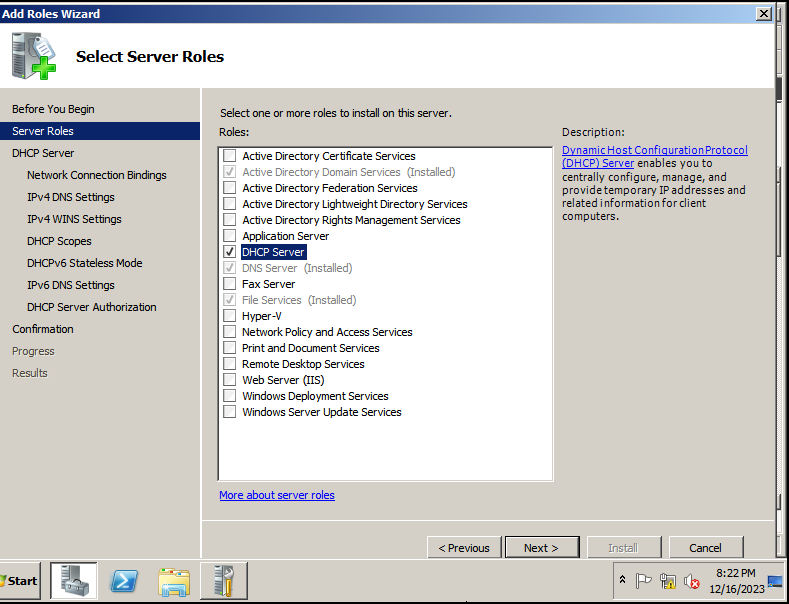 Add Roles Wizard
Select Server Roles
Before You Begin
Server Roles
DHCP Server
Network Connection Bindings
IPv4 DNS Settings
IPv4 WINS Settings
DHCP Scopes
DHCPv6 Stateless Mode
IPv6 DNS Settings
DHCP Server Authorization
Confirmation
Progress
Results
Select one or more roles to install on this server.
Roles:
Active Directory Certificate Services
Active Directory Domain Services (Installed)
Active Directory Federation Services
Active Directory Lightweight Directory Services
Active Directory Rights Management Services
Application Server
DHCP Server
DNS Server (Installed)
Fax Server
File Services (Installed)
Hyper-V
Network Policy and Access Services
Print and Document Services
Remote Desktop Services
Web Server (IIS)
Windows Deployment Services
Windows Server Update Services
More about server roles
Description:
Dynamic Host Configuration Protocol
(DHCP) Server enables you to
centrally configure, manage, and
provide temporary IP addresses and
related information for client
computers.
< Previous
Next >
Install
Cancel
Start
8:22 PM
12/16/2023